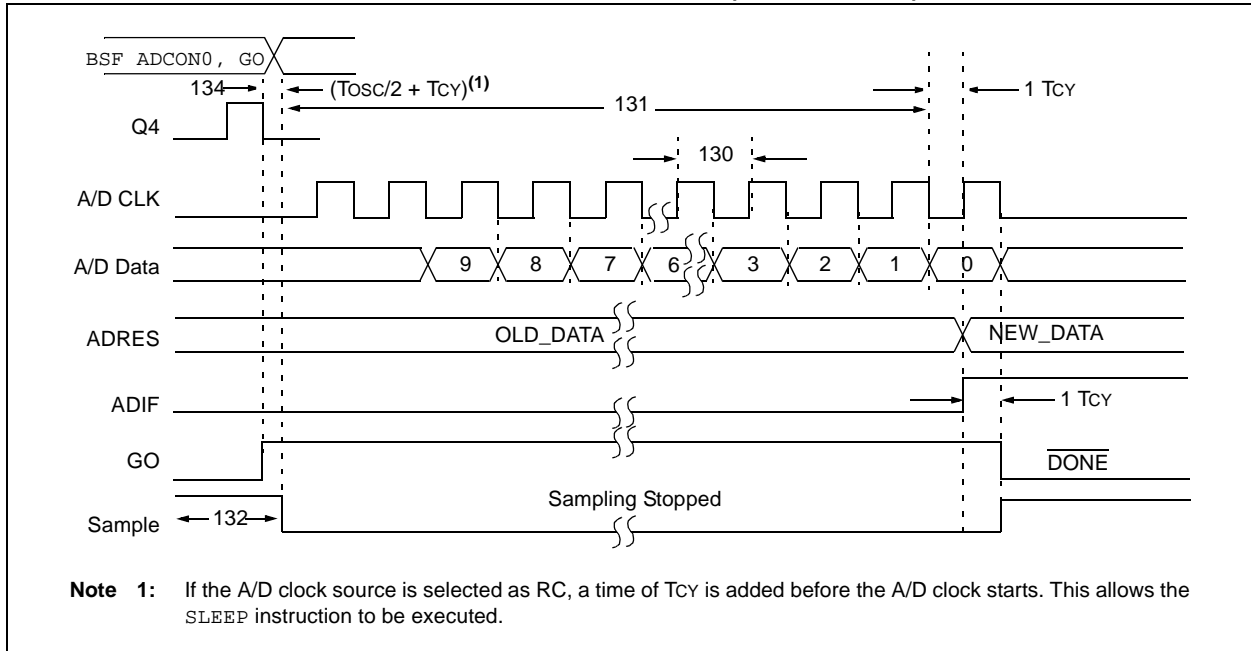 BSF ADCON0, GO
134
(TOSC/2 + TCY)(1)
131
1 TCY
Q4
130
A/D CLK
A/D Data
9 8 7 6 3 2 1 0
ADRES
OLD_DATA
NEW_DATA
ADIF
1 TCY
GO
DONE
Sampling Stopped
Sample
132
Note 1: If the A/D clock source is selected as RC, a time of TCY is added before the A/D clock starts. This allows the
SLEEP instruction to be executed.